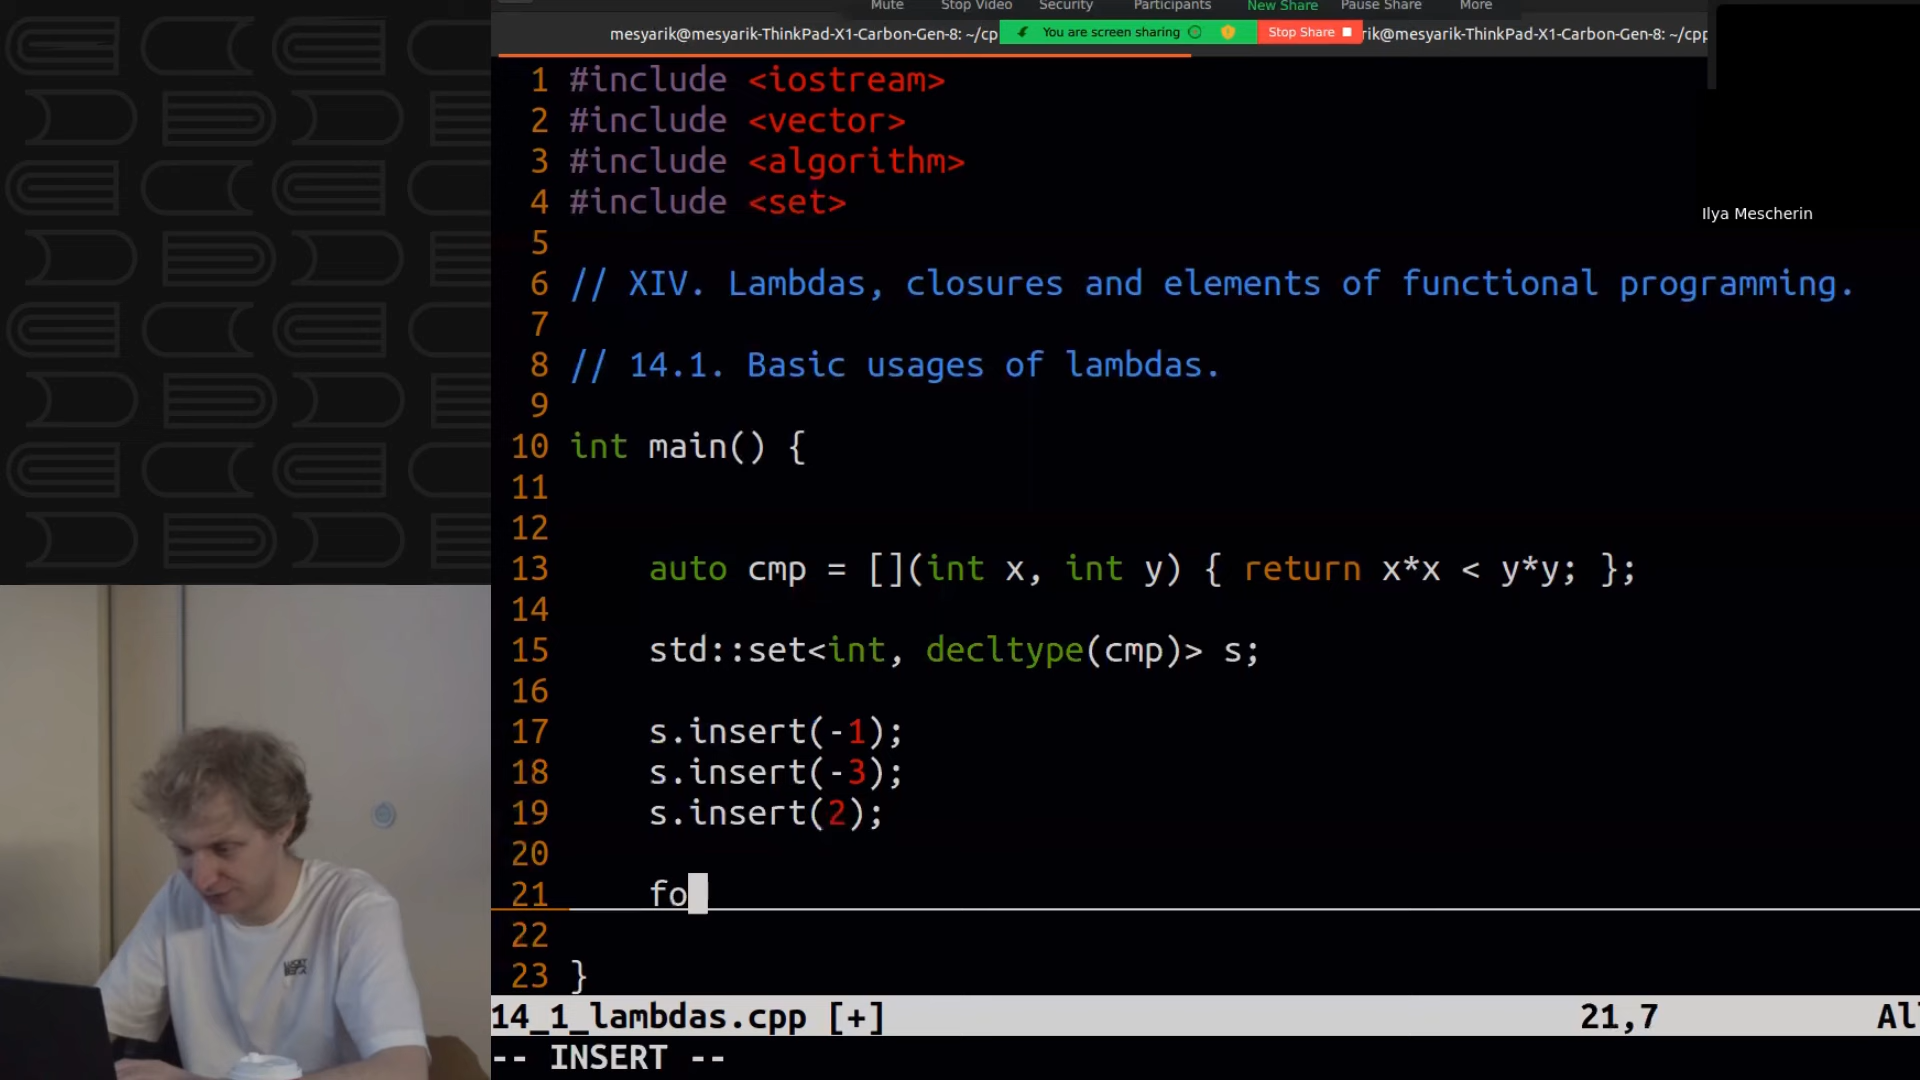 Mute Stop Video Security Participants New Share Pause Share More
mesyarik@mesyarik-ThinkPad-X1-Carbon-Gen-8: ~/cp You are screen sharing Stop Share rik@mesyarik-ThinkPad-X1-Carbon-Gen-8: ~/cpp
Ilya Mescherin
1 #include <iostream>
2 #include <vector>
3 #include <algorithm>
4 #include <set>
5
6 // XIV. Lambdas, closures and elements of functional programming.
7
8 // 14.1. Basic usages of lambdas.
9
10 int main() {
11
12
13 auto cmp = [](int x, int y) { return x*x < y*y; };
14
15 std::set<int, decltype(cmp)> s;
16
17 s.insert(-1);
18 s.insert(-3);
19 s.insert(2);
20
21 fo
22
23 }
14_1_lambdas.cpp [+] 21,7 Al
-- INSERT --